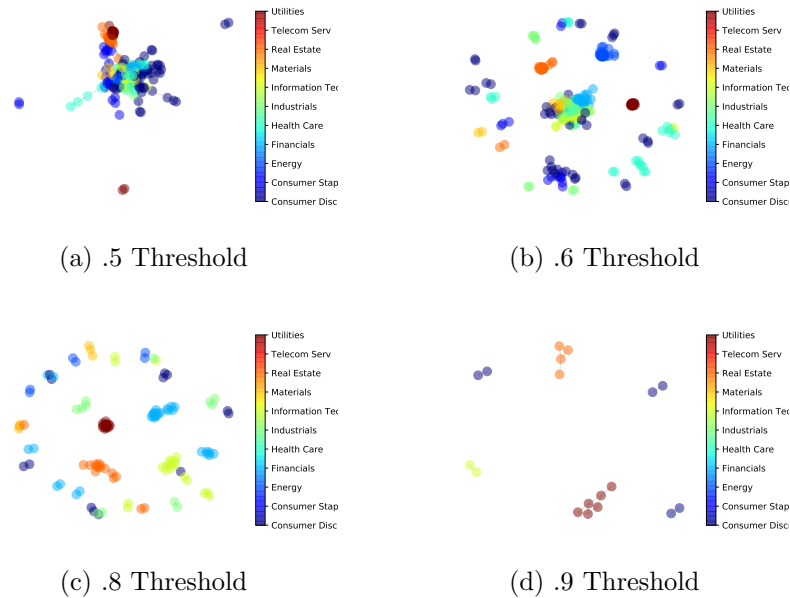 Utilities
Telecom Serv
Real Estate
Materials
Information Tec
Industrials
Health Care
Financials
Energy
Consumer Stap
Consumer Disc
(a) .5 Threshold
Utilities
Telecom Serv
Real Estate
Materials
Information Tec
Industrials
Health Care
Financials
Energy
Consumer Stap
Consumer Disc
(b) .6 Threshold
Utilities
Telecom Serv
Real Estate
Materials
Information Tec
Industrials
Health Care
Financials
Energy
Consumer Stap
Consumer Disc
(c) .8 Threshold
Utilities
Telecom Serv
Real Estate
Materials
Information Tec
Industrials
Health Care
Financials
Energy
Consumer Stap
Consumer Disc
(d) .9 Threshold